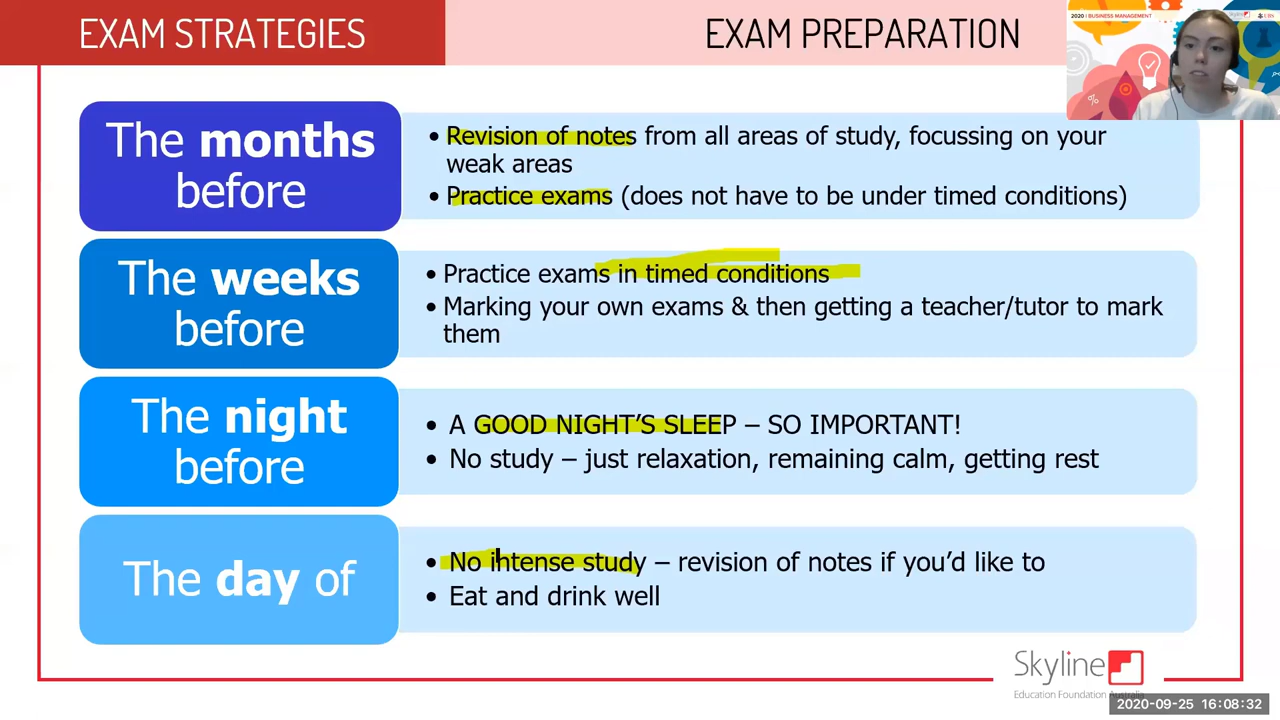 EXAM STRATEGIES
EXAM PREPARATION
2020 | BUSINESS MANAGEMENT
The months
before
• Revision of notes from all areas of study, focussing on your
weak areas
• Practice exams (does not have to be under timed conditions)
The weeks
before
• Practice exams in timed conditions
• Marking your own exams & then getting a teacher/tutor to mark
them
The night
before
• A GOOD NIGHT'S SLEEP – SO IMPORTANT!
• No study – just relaxation, remaining calm, getting rest
The day of
• No intense study – revision of notes if you'd like to
• Eat and drink well
Skyline
Education Foundation Australia
2020-09-25 16:08:32